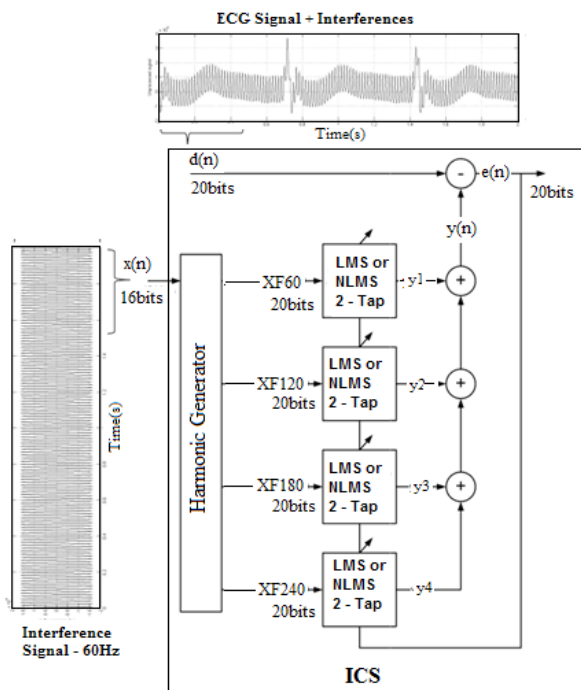 ECG Signal + Interferences
Time(s)
d(n)
20bits
-
e(n)
20bits
y(n)
x(n)
16bits
Harmonic Generator
XF60
20bits
LMS or
NLMS
2 - Tap
y1
+
XF120
20bits
LMS or
NLMS
2 - Tap
y2
+
XF180
20bits
LMS or
NLMS
2 - Tap
y3
+
XF240
20bits
LMS or
NLMS
2 - Tap
y4
Time(s)
Interference
Signal - 60Hz
ICS